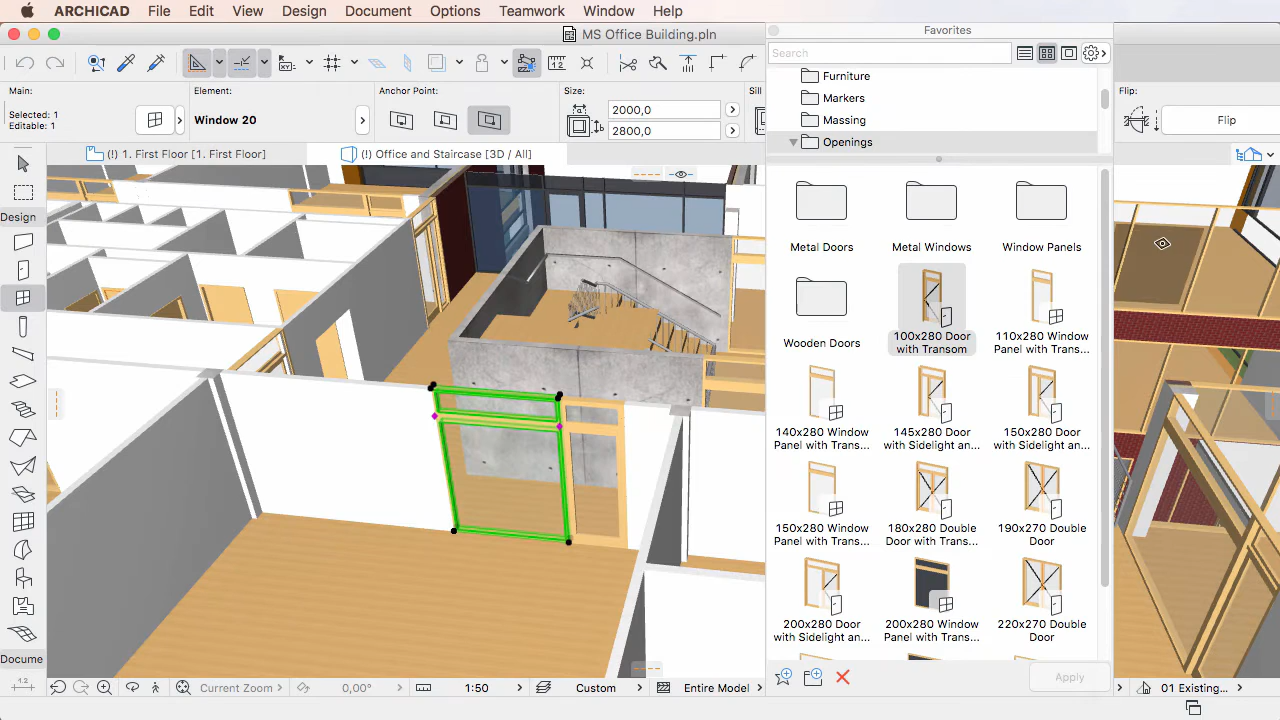 ARCHICAD File Edit View Design Document Options Teamwork Window Help
MS Office Building.pln
Favorites
Search
Main:
Selected: 1
Editable: 1
Element:
Window 20
Anchor Point:
Size:
2000,0
2800,0
Sill
Flip:
Flip
Furniture
Markers
Massing
Openings
(!) 1. First Floor [1. First Floor]
(!) Office and Staircase [3D / All]
Design
Metal Doors
Metal Windows
Window Panels
Wooden Doors
100x280 Door
with Transom
110x280 Window
Panel with Trans...
140x280 Window
Panel with Trans...
145x280 Door
with Sidelight an...
150x280 Door
with Sidelight an...
150x280 Window
Panel with Trans...
180x280 Double
Door with Trans...
190x270 Double
Door
200x280 Door
with Sidelight an...
200x280 Window
Panel with Trans...
220x270 Double
Door
Docume
1.2
Current Zoom
0,00°
1:50
Custom
Entire Model
Apply
01 Existing...